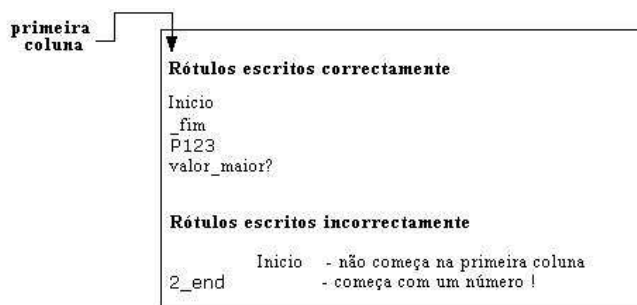 primeira
coluna
Rótulos escritos correctamente
Inicio
_fim
P123
valor_maior?
Rótulos escritos incorrectamente
Inicio - não começa na primeira coluna
2_end - começa com um número !